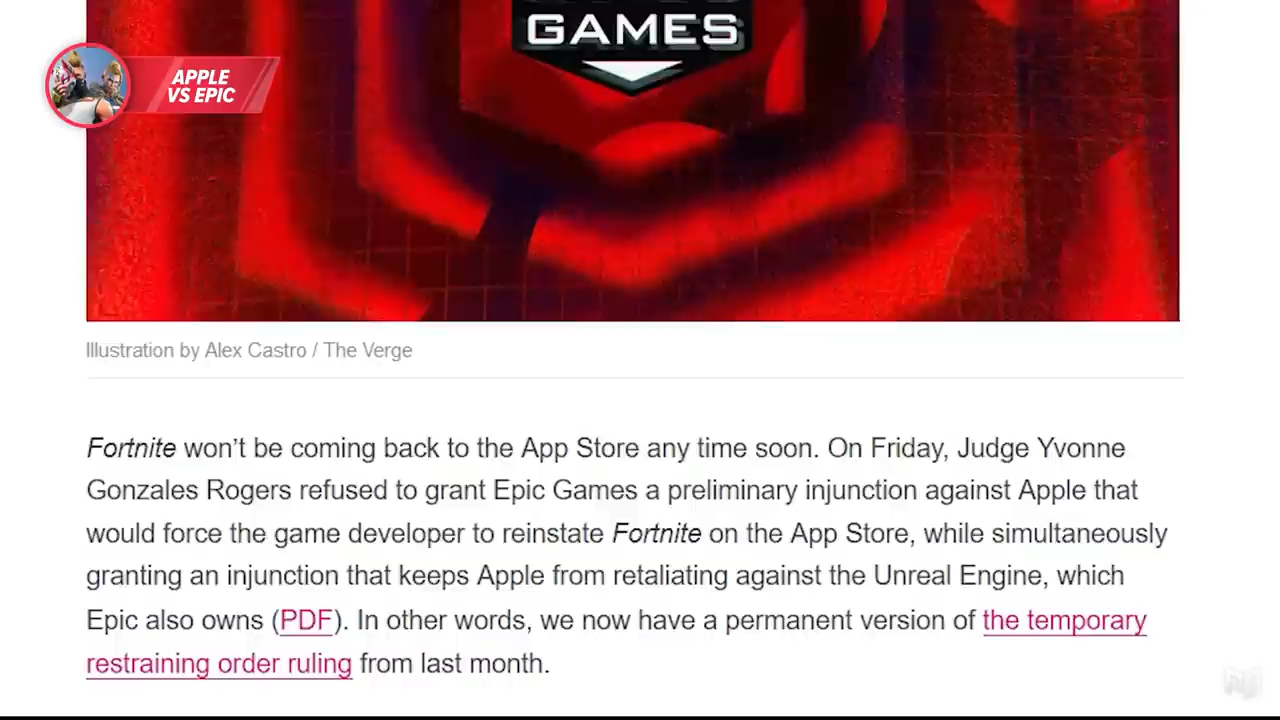 GAMES
APPLE
VS EPIC
Illustration by Alex Castro / The Verge
Fortnite won’t be coming back to the App Store any time soon. On Friday, Judge Yvonne
Gonzales Rogers refused to grant Epic Games a preliminary injunction against Apple that
would force the game developer to reinstate Fortnite on the App Store, while simultaneously
granting an injunction that keeps Apple from retaliating against the Unreal Engine, which
Epic also owns (PDF). In other words, we now have a permanent version of the temporary
restraining order ruling from last month.